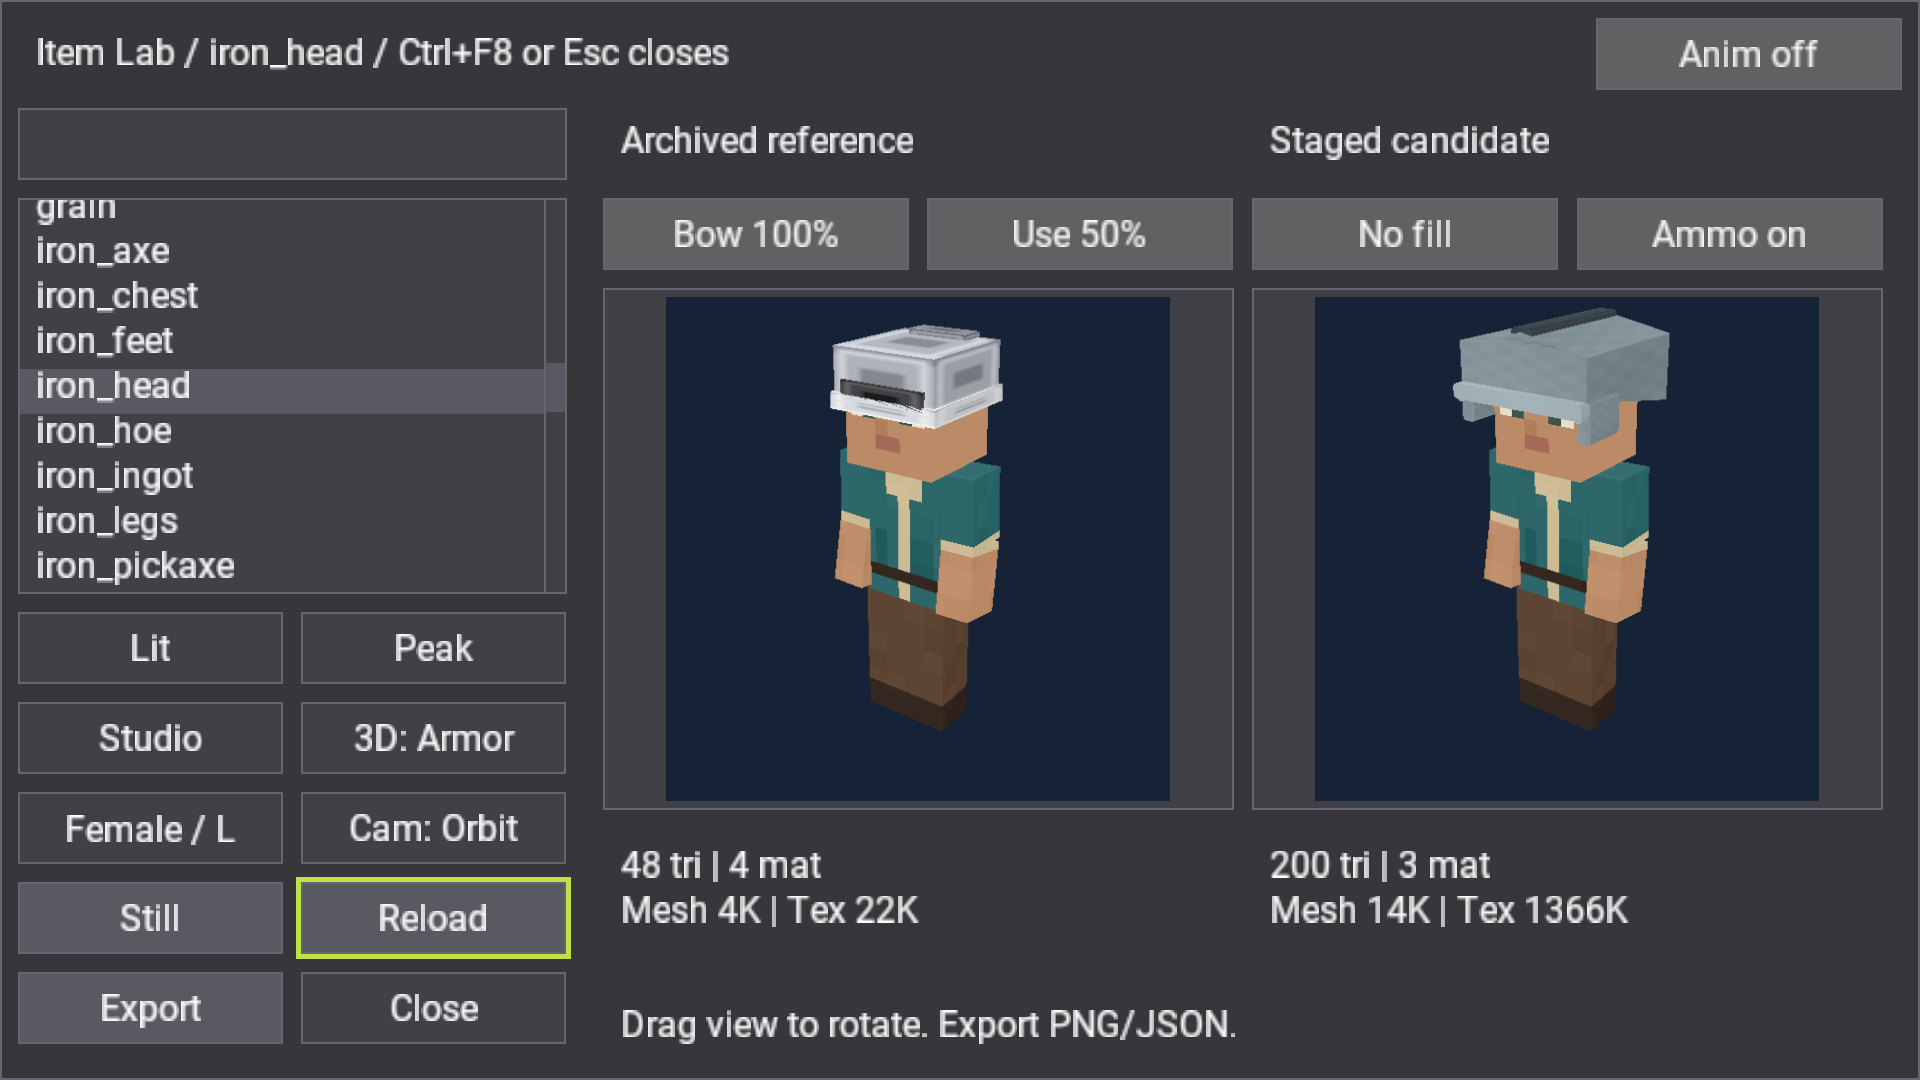 Item Lab / iron_head / Ctrl+F8 or Esc closes
Anim off
Archived reference
Staged candidate
Bow 100%
Use 50%
No fill
Ammo on
grain
iron_axe
iron_chest
iron_feet
iron_head
iron_hoe
iron_ingot
iron_legs
iron_pickaxe
Lit
Peak
Studio
3D: Armor
Female / L
Cam: Orbit
Still
Reload
Export
Close
48 tri | 4 mat
Mesh 4K | Tex 22K
200 tri | 3 mat
Mesh 14K | Tex 1366K
Drag view to rotate. Export PNG/JSON.